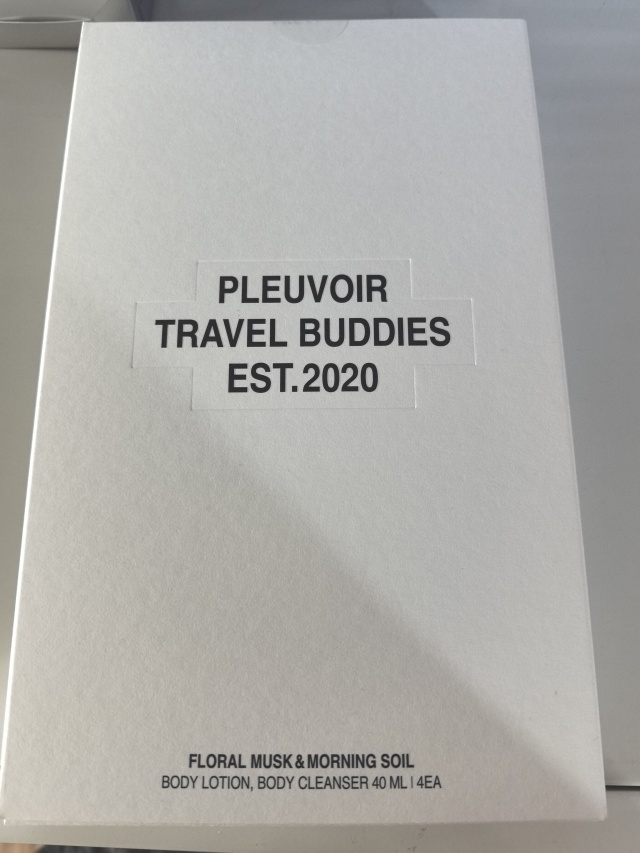 PLEUVOIR
TRAVEL BUDDIES
EST.2020
FLORAL MUSK & MORNING SOIL
BODY LOTION, BODY CLEANSER 40 ML | 4EA